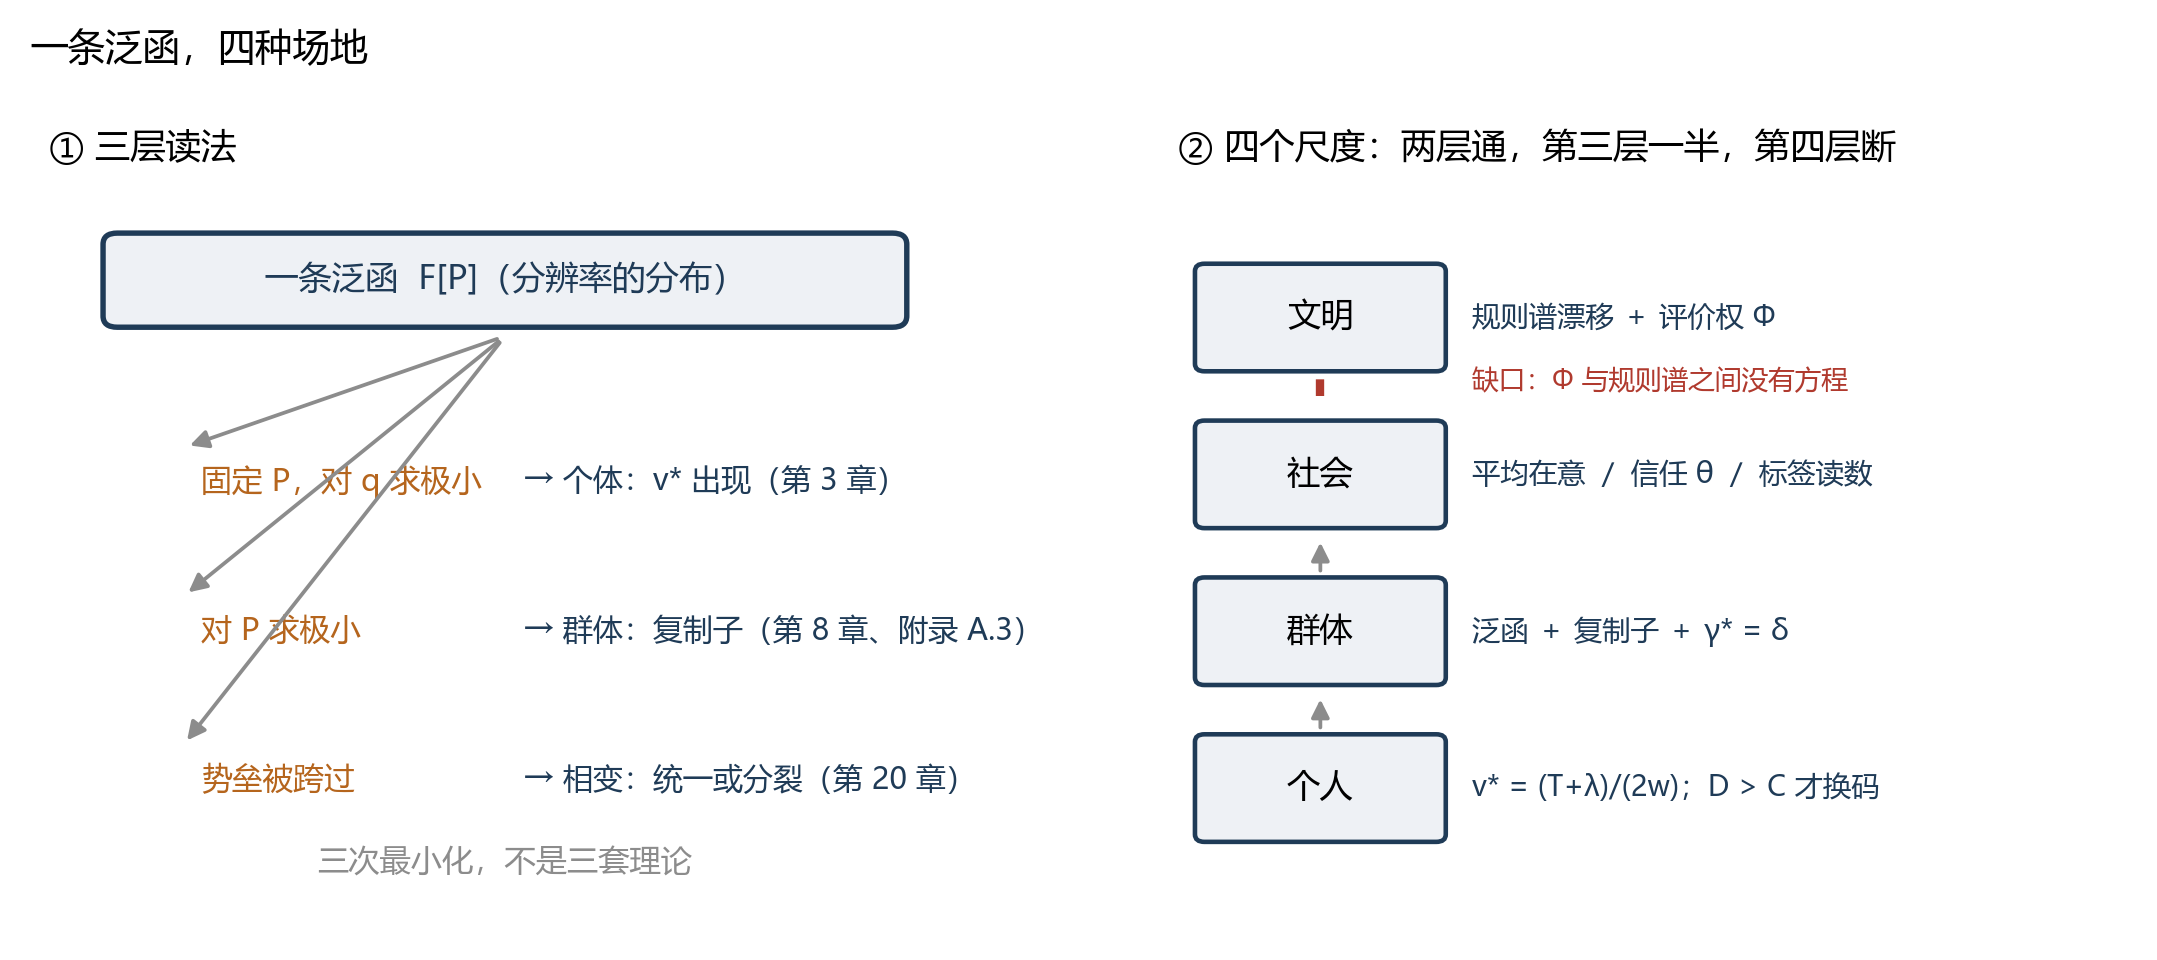 一条泛函，四种场地
① 三层读法
一条泛函 F[P]（分辨率的分布）
固定 P，对 q 求极小 → 个体：v* 出现（第 3 章）
对 P 求极小 → 群体：复制子（第 8 章、附录 A.3）
势垒被跨过 → 相变：统一或分裂（第 20 章）
三次最小化，不是三套理论
② 四个尺度：两层通，第三层一半，第四层断
文明 规则谱漂移 + 评价权 Φ
缺口：Φ 与规则谱之间没有方程
社会 平均在意 / 信任 θ / 标签读数
群体 泛函 + 复制子 + γ* = δ
个人 v* = (T+λ)/(2w)；D > C 才换码